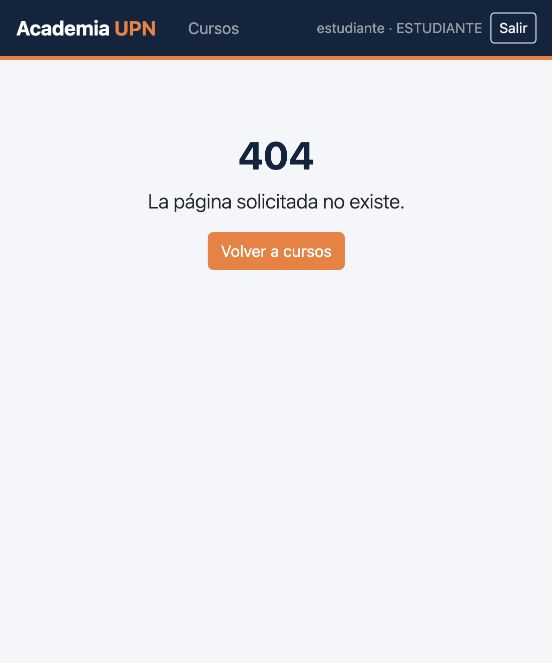 Academia UPN Cursos estudiante · ESTUDIANTE Salir
404
La página solicitada no existe.
Volver a cursos